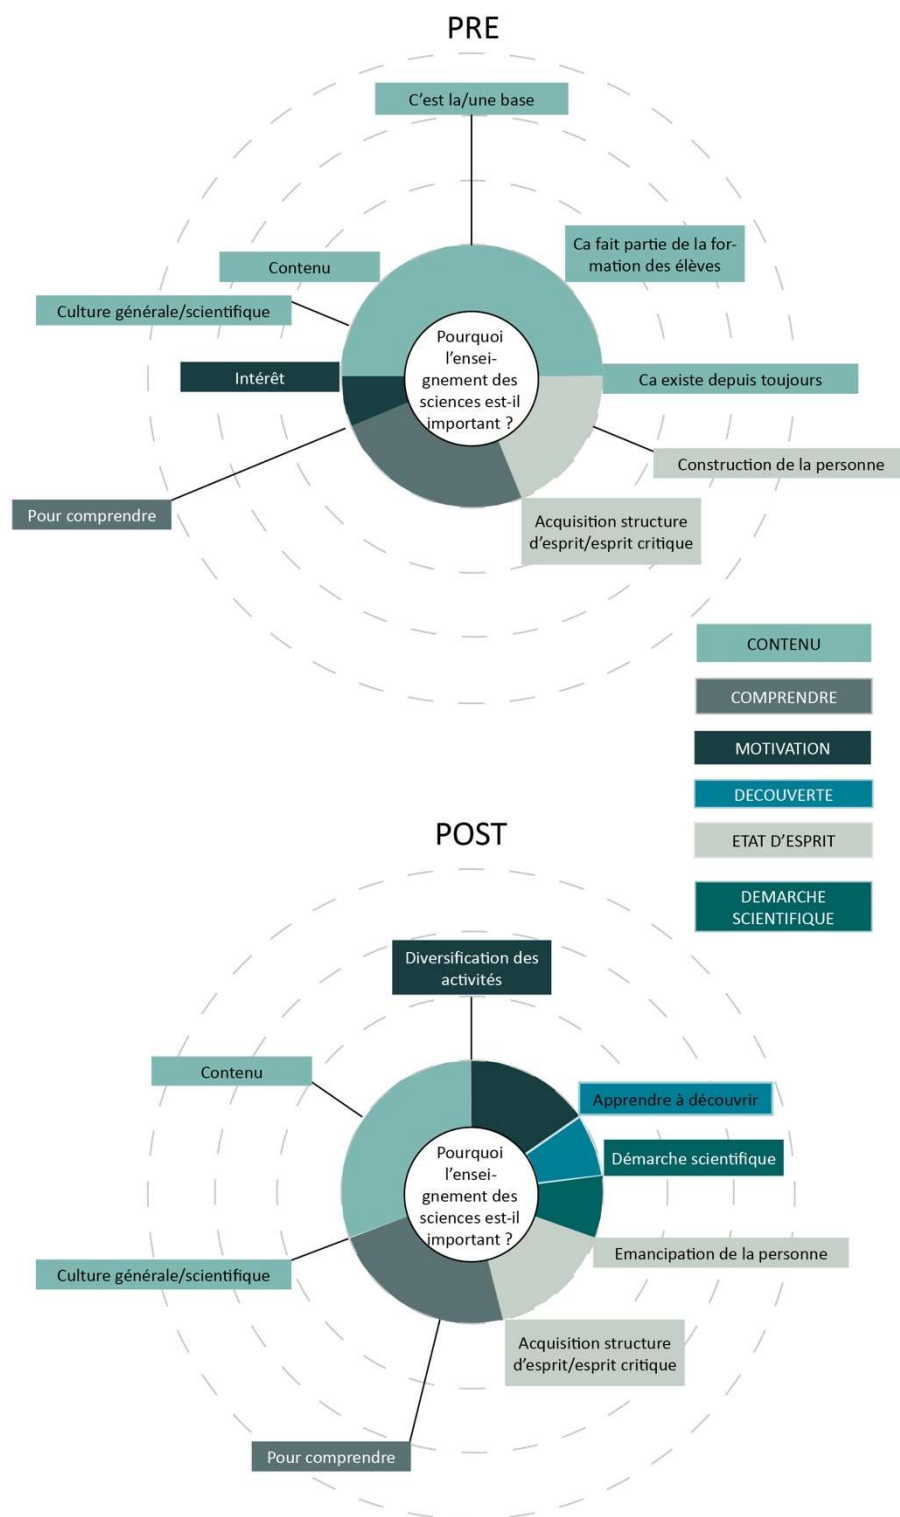 PRE
C'est la/une base
Ca fait partie de la for-
mation des élèves
Contenu
Culture générale/scientifique
Pourquoi
l'ensei-
gnement des
sciences est-il
important ?
Intérêt
Ca existe depuis toujours
Construction de la personne
Pour comprendre
Acquisition structure
d'esprit/esprit critique
CONTENU
COMPRENDRE
MOTIVATION
DECOUVERTE
ETAT D'ESPRIT
DEMARCHE
SCIENTIFIQUE
POST
Diversification des
activités
Contenu
Apprendre à découvrir
Démarche scientifique
Pourquoi
l'ensei-
gnement des
sciences est-il
important ?
Emancipation de la personne
Culture générale/scientifique
Acquisition structure
d'esprit/esprit critique
Pour comprendre